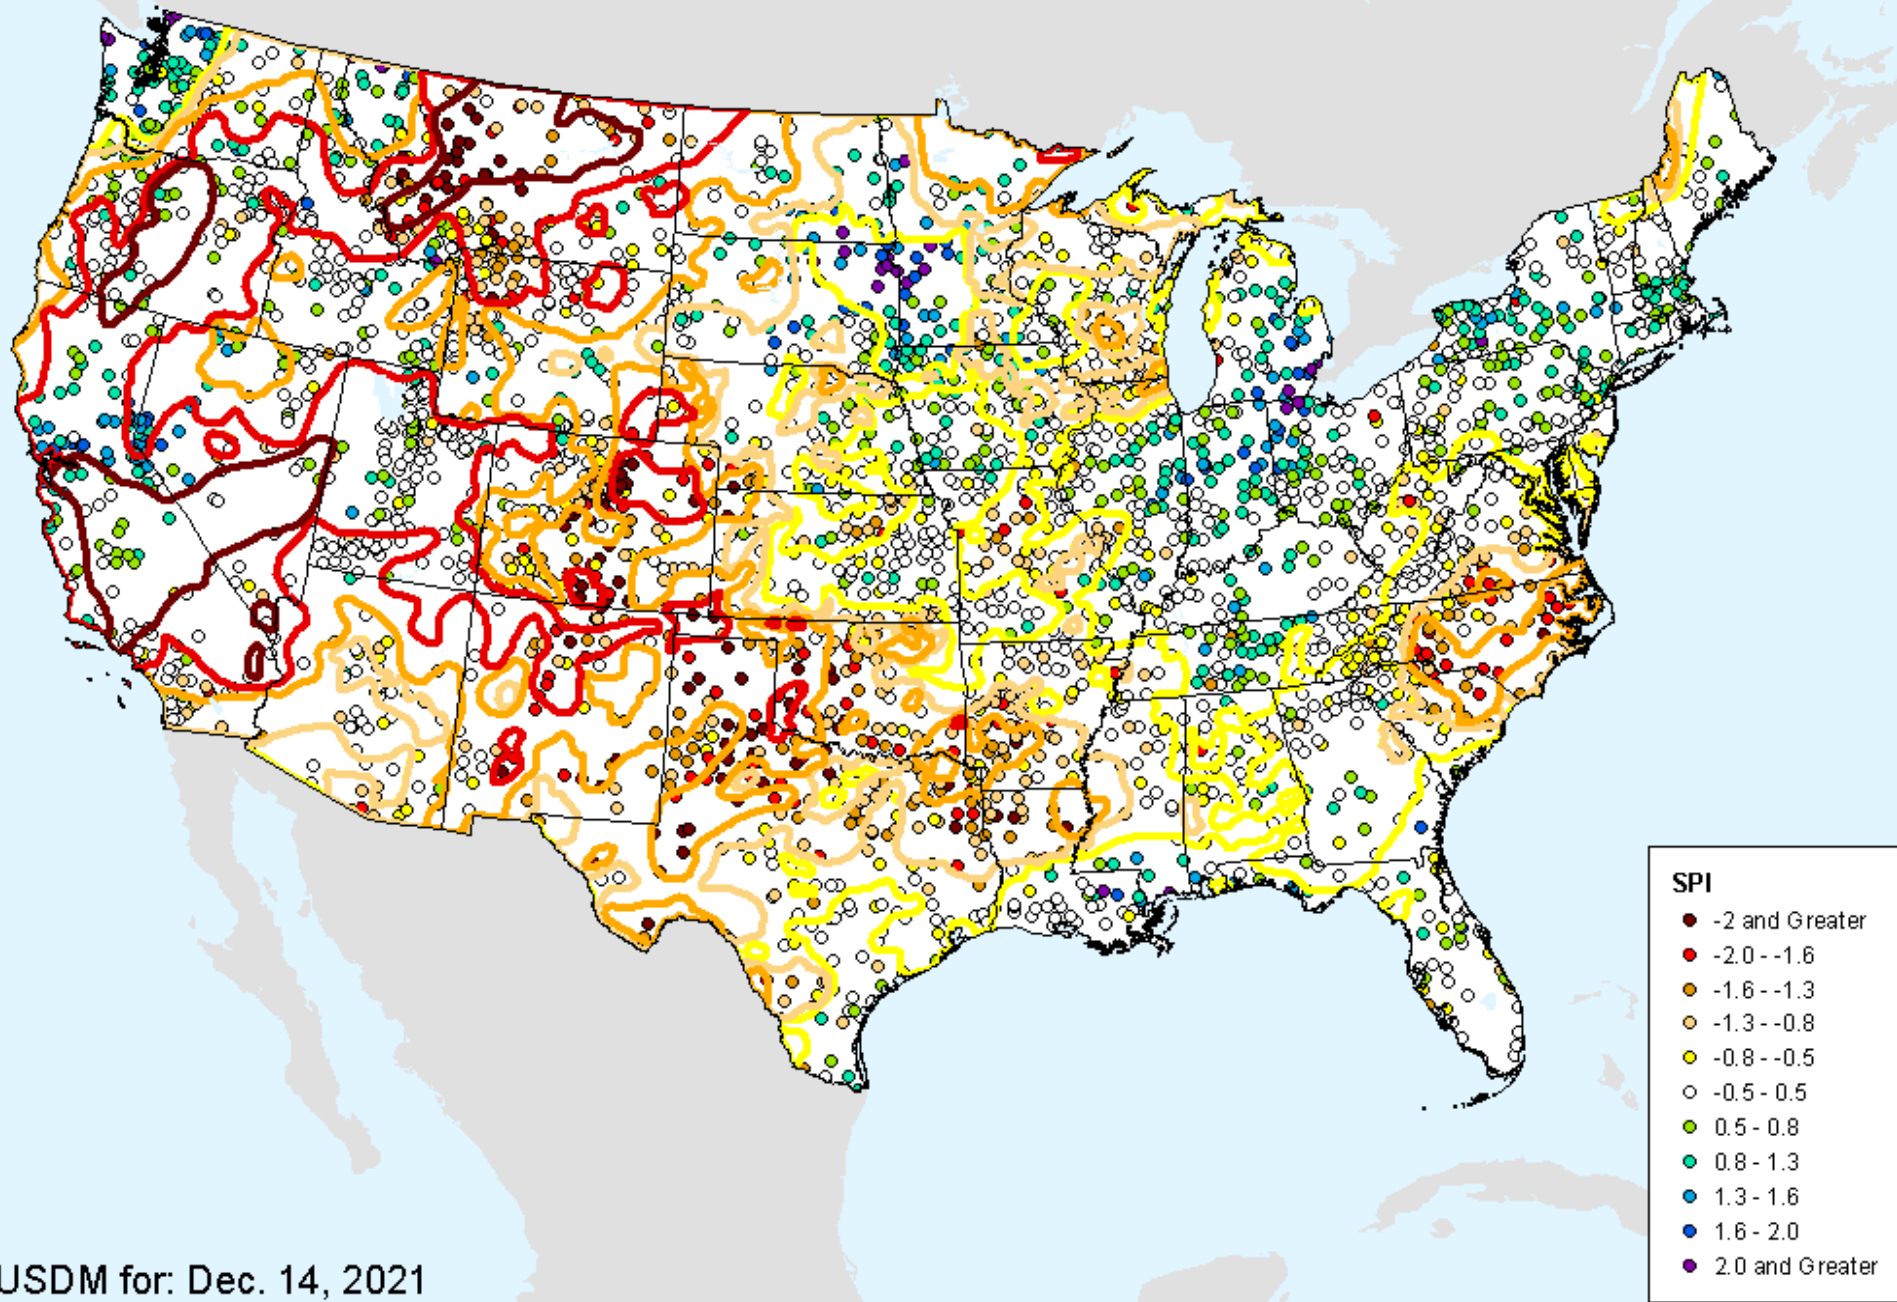 SPI
-2 and Greater
-2.0 - -1.6
-1.6 - -1.3
-1.3 - -0.8
-0.8 - -0.5
-0.5 - 0.5
0.5 - 0.8
0.8 - 1.3
1.3 - 1.6
1.6 - 2.0
2.0 and Greater
USDM for: Dec. 14, 2021